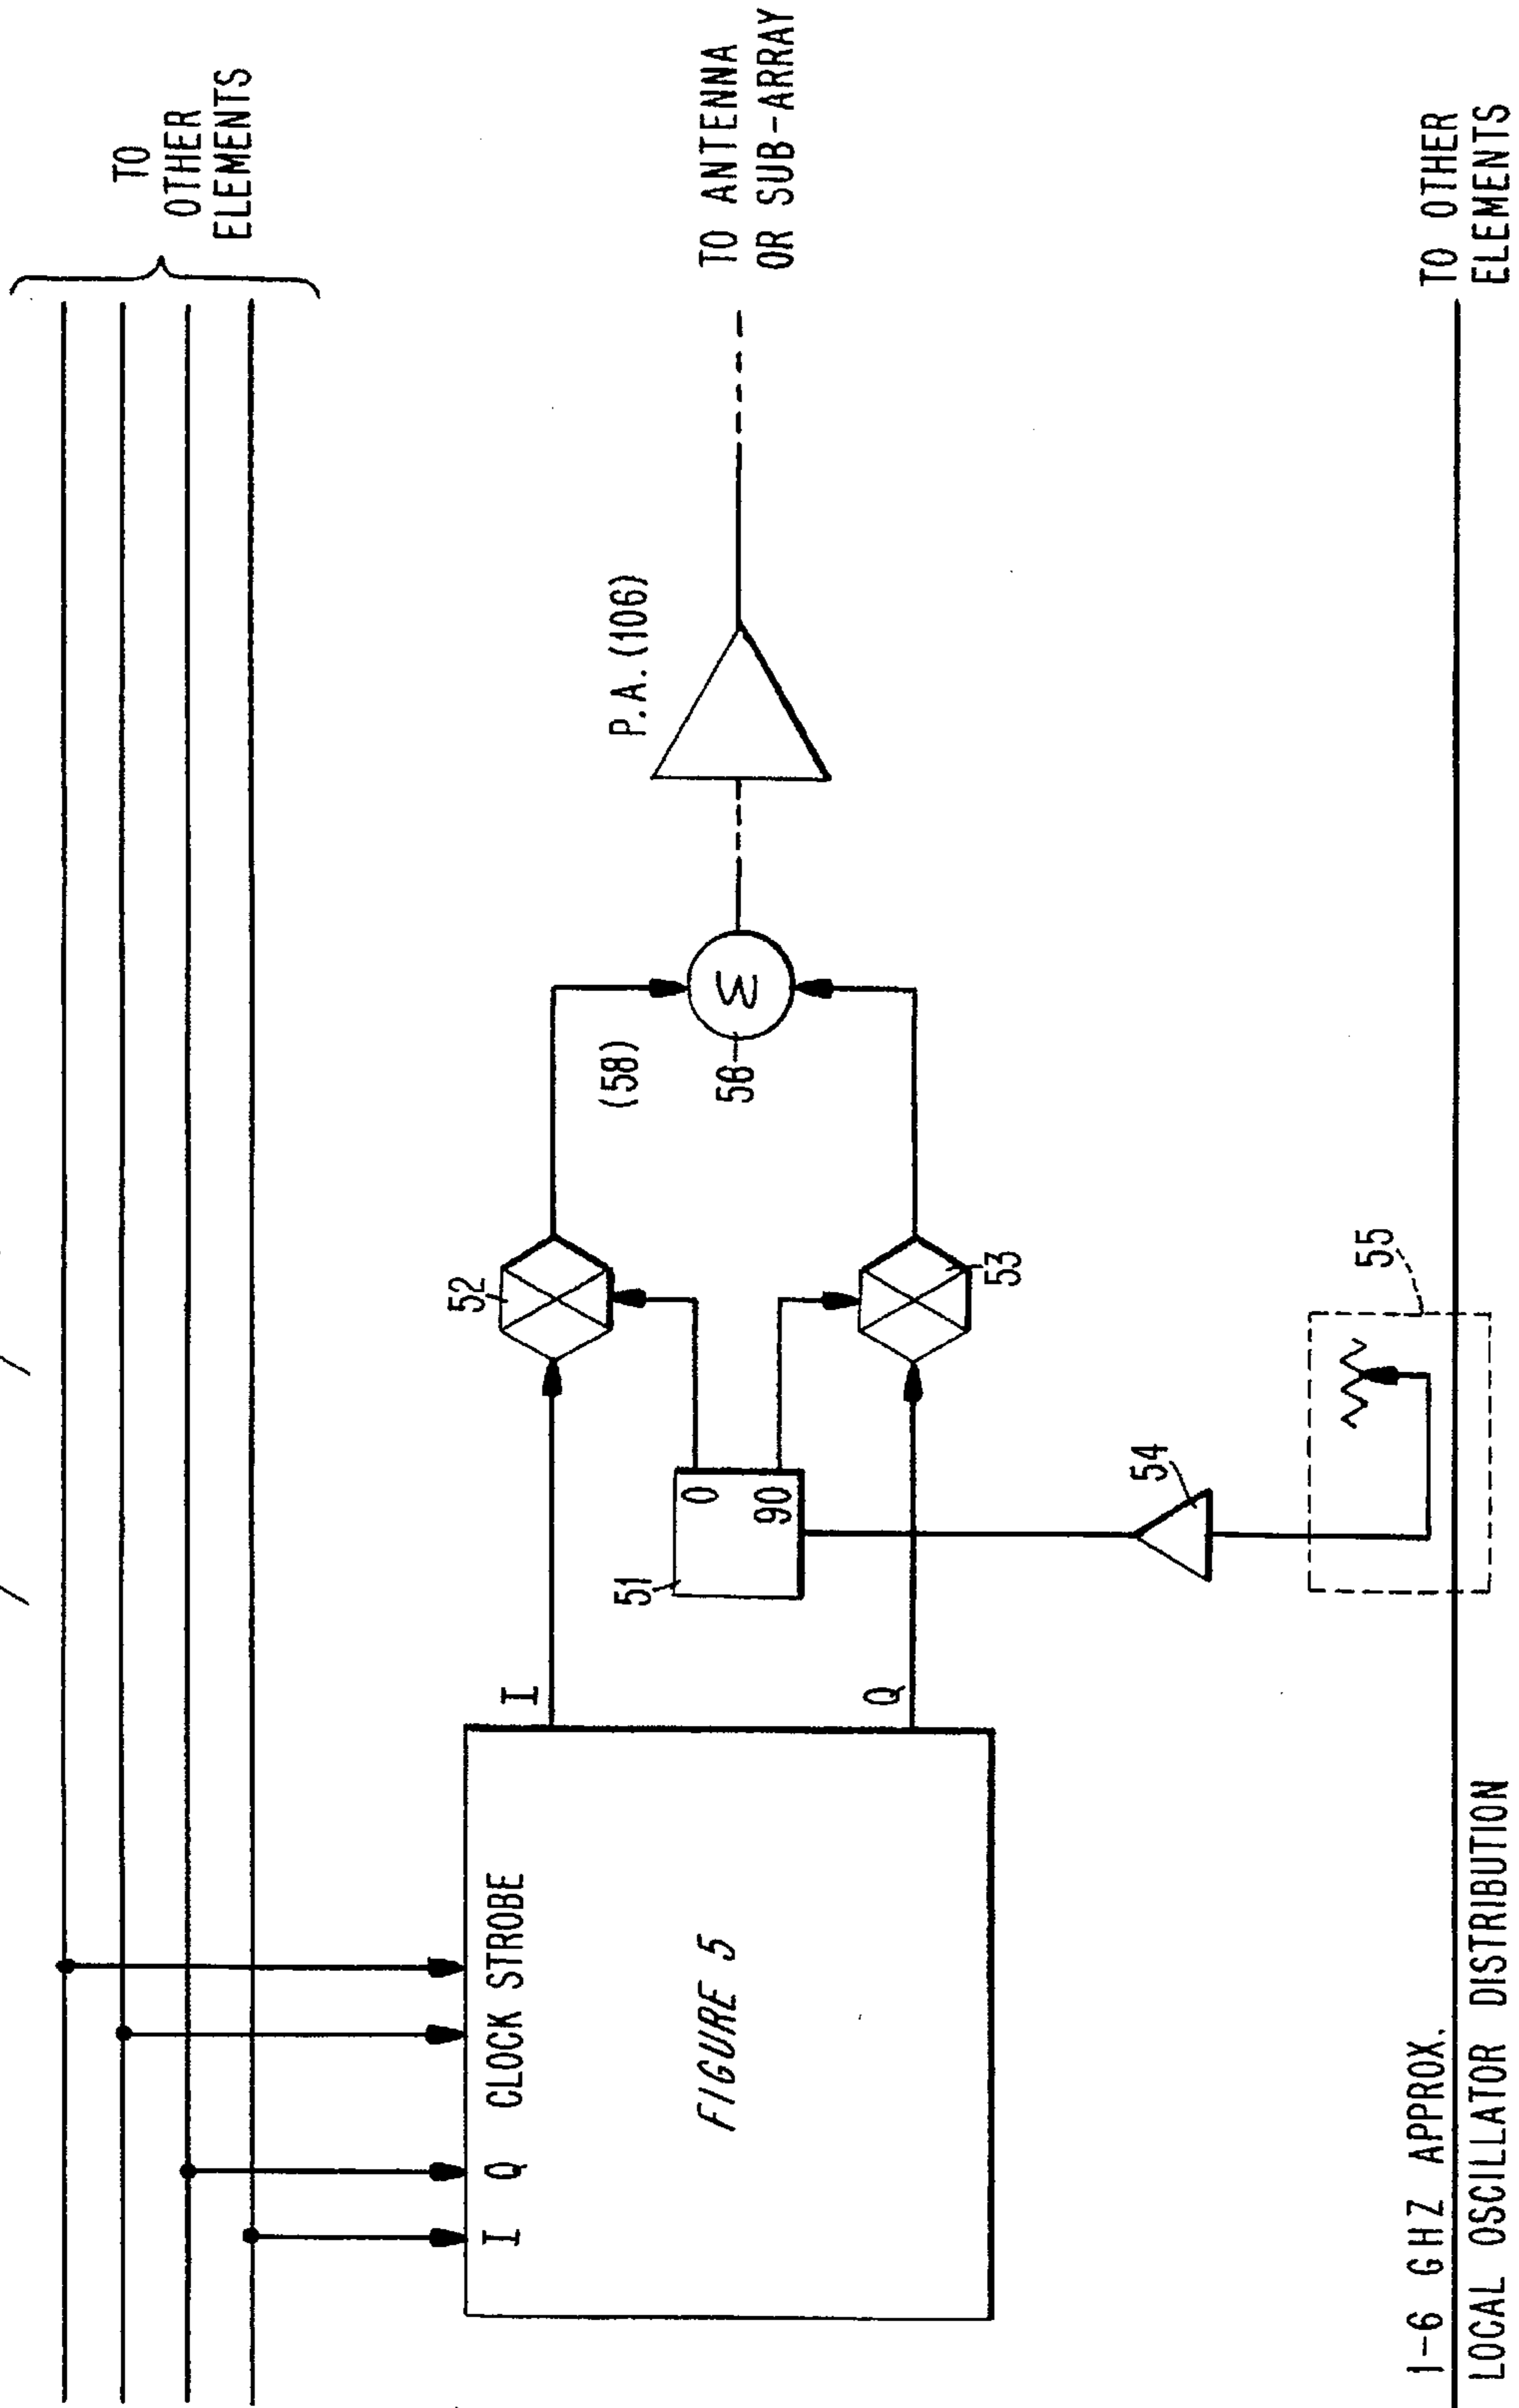 TO
OTHER
ELEMENTS
TO ANTENNA
OR SUB-ARRAY
P.A. (106)
(58)
56
Σ
52
53
0
90
51
54
55
I
Q
I Q CLOCK STROBE
FIGURE 5
1-6 GHZ APPROX.
LOCAL OSCILLATOR DISTRIBUTION
TO OTHER
ELEMENTS